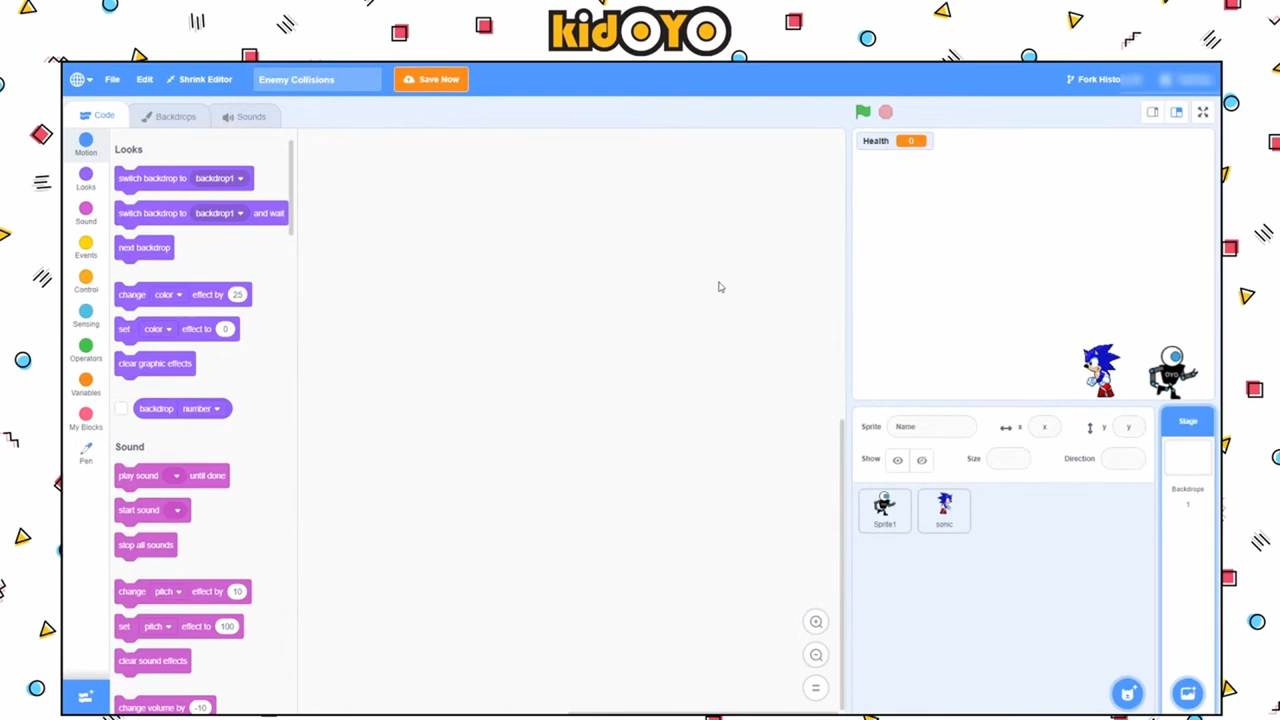 kidOYO
File Edit Shrink Editor Enemy Collisions Save Now Fork Histo
Code Backdrops Sounds
Motion
Looks
Sound
Events
Control
Sensing
Operators
Variables
My Blocks
Pen
Looks
switch backdrop to backdrop1
switch backdrop to backdrop1 and wait
next backdrop
change color effect by 25
set color effect to 0
clear graphic effects
backdrop number
Sound
play sound until done
start sound
stop all sounds
change pitch effect by 10
set pitch effect to 100
clear sound effects
change volume by -10
Health 0
OYO
Sprite Name x x y y
Show Size Direction
Sprite1 sonic
Stage
Backdrops
1